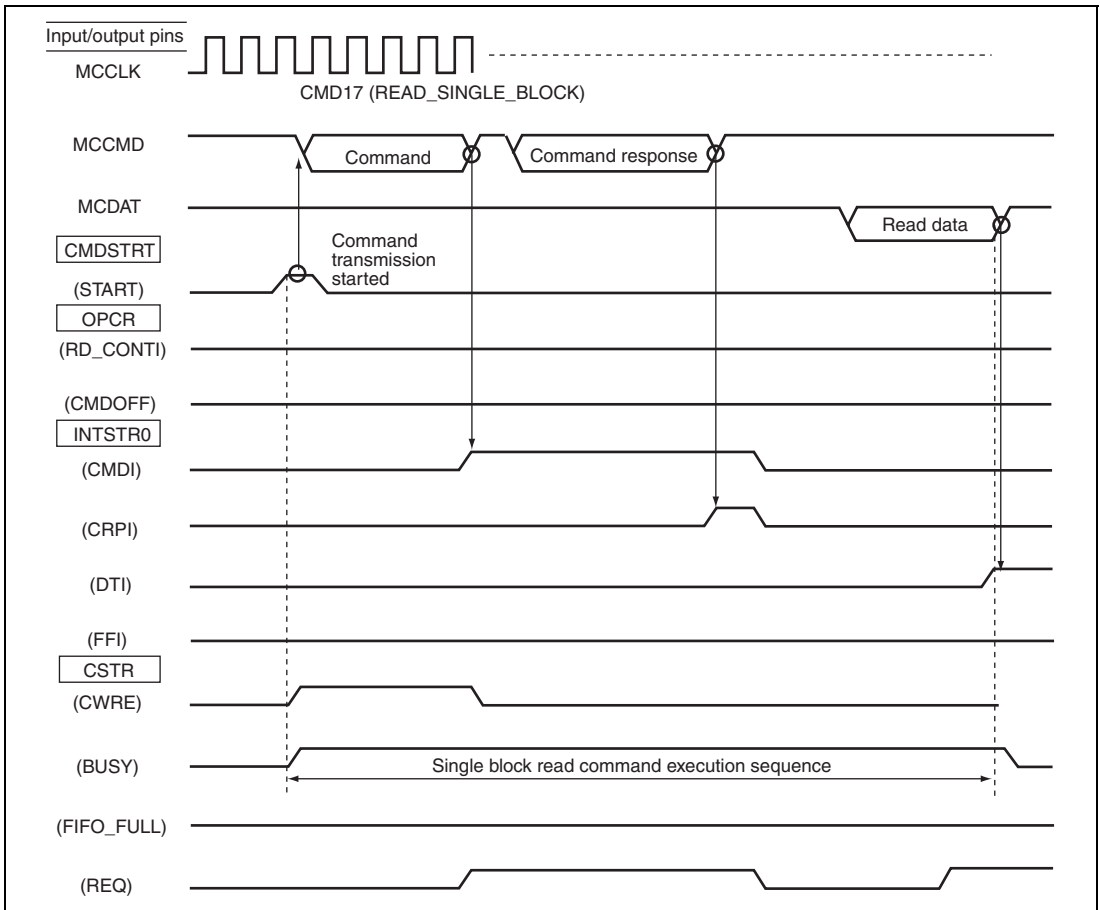 Input/output pins
MCCLK
CMD17 (READ_SINGLE_BLOCK)
MCCMD
Command
Command response
MCDAT
Read data
CMDSTRT
Command
transmission
started
(START)
OPCR
(RD_CONTI)
(CMDOFF)
INTSTR0
(CMDI)
(CRPI)
(DTI)
(FFI)
CSTR
(CWRE)
(BUSY)
Single block read command execution sequence
(FIFO_FULL)
(REQ)